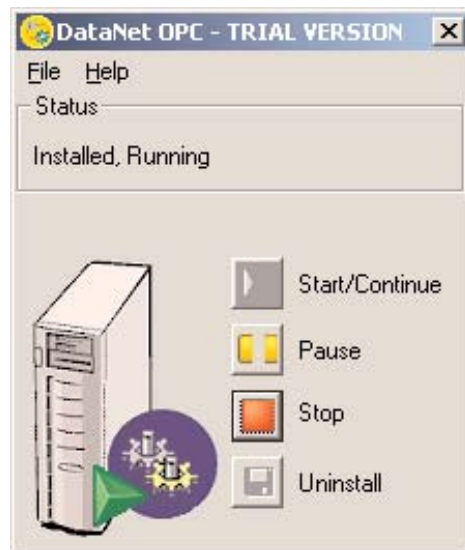 DataNet OPC - TRIAL VERSION
File Help
Status
Installed, Running
Start/Continue
Pause
Stop
Uninstall